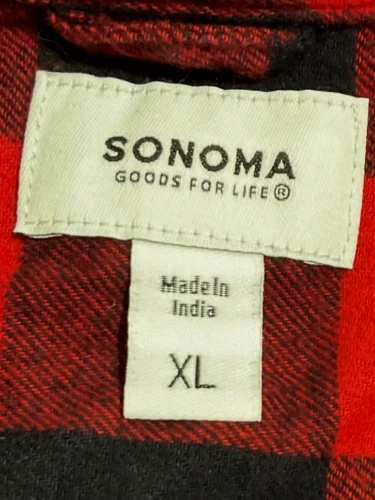 SONOMA
GOODS FOR LIFE®
Made In
India
XL